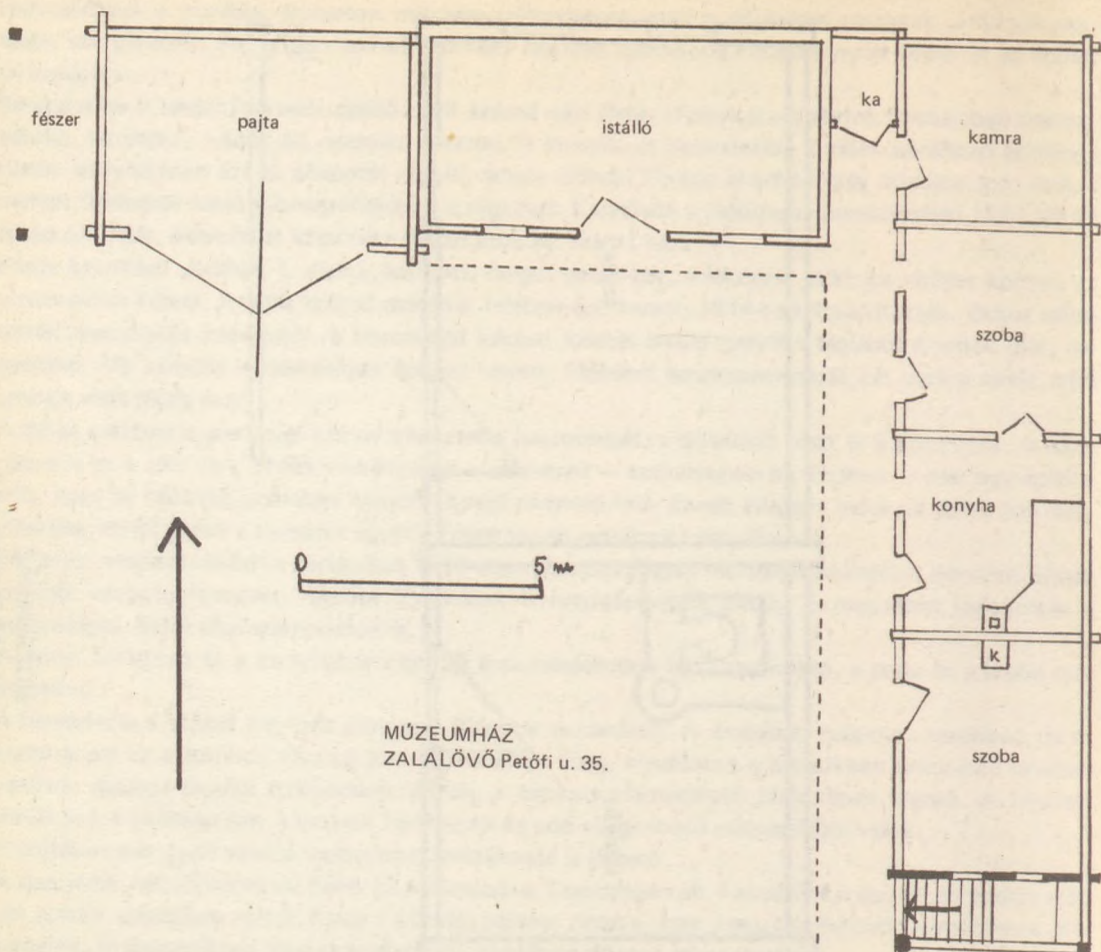 fészer
pajta
istálló
ka
kamra
szoba
konyha
0 5 m
k
szoba
MÚZEUMHÁZ
ZALALÖVŐ Petőfi u. 35.